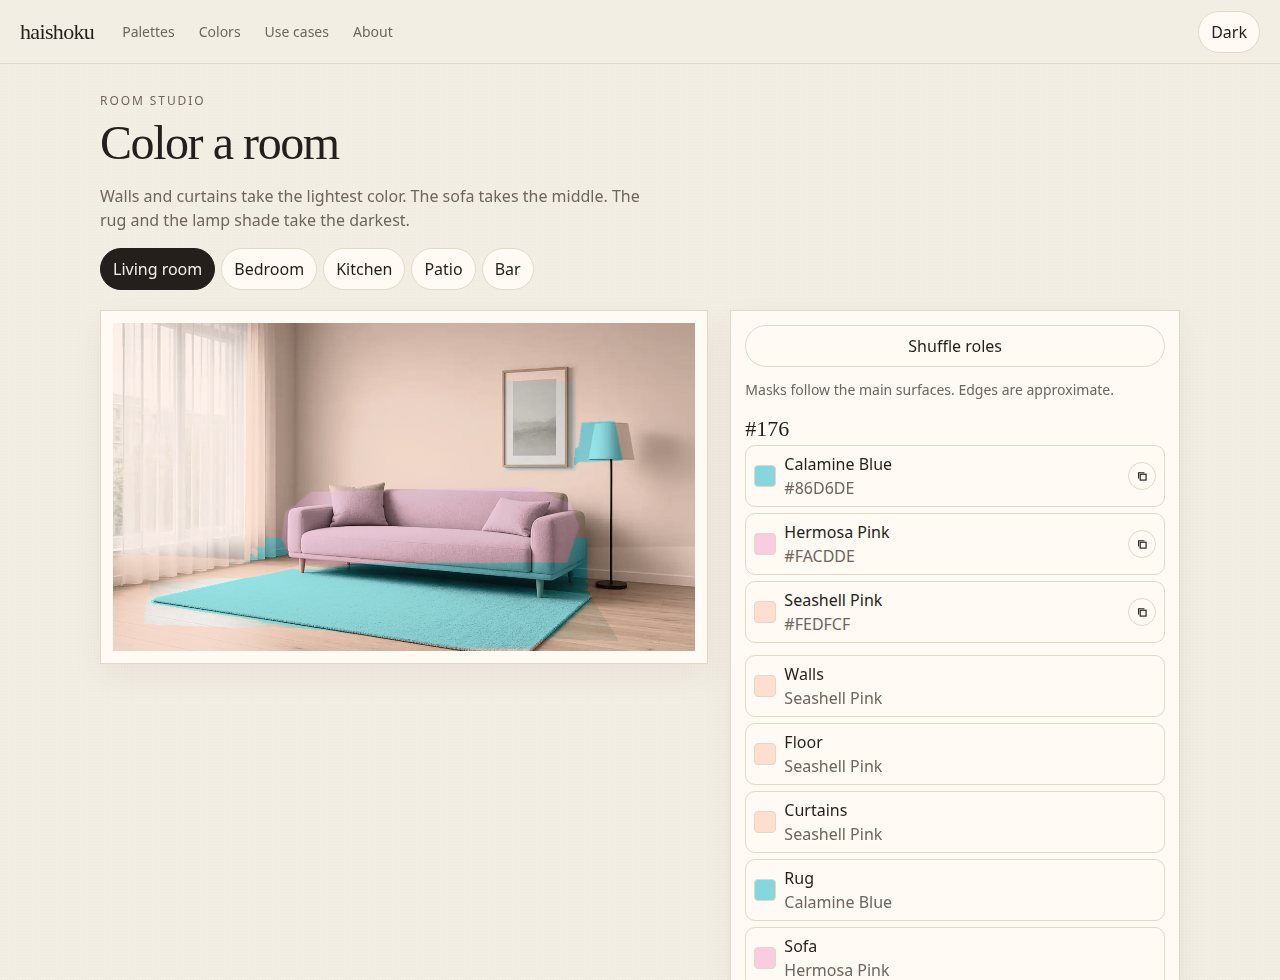 haishoku
Palettes
Colors
Use cases
About
Dark
ROOM STUDIO
Color a room
Walls and curtains take the lightest color. The sofa takes the middle. The
rug and the lamp shade take the darkest.
Living room
Bedroom
Kitchen
Patio
Bar
Shuffle roles
Masks follow the main surfaces. Edges are approximate.
#176
Calamine Blue
#86D6DE
Hermosa Pink
#FACDDE
Seashell Pink
#FEDFCF
Walls
Seashell Pink
Floor
Seashell Pink
Curtains
Seashell Pink
Rug
Calamine Blue
Sofa
Hermosa Pink